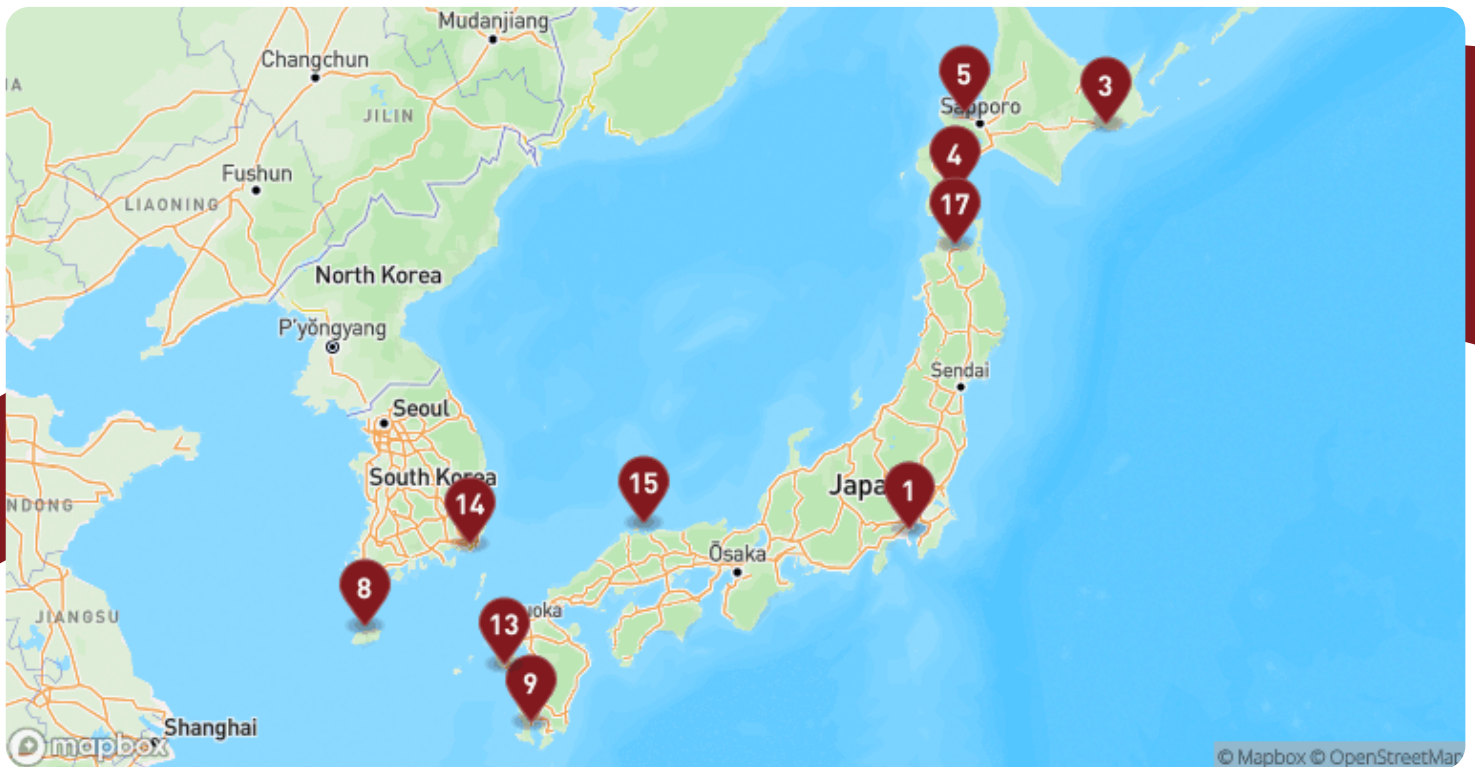 Mudanjiang
Changchun
IA
JILIN
5
3
Sapporo
4
Fushun
LIAONING
17
North Korea
P'yŏngyang
Sendai
Seoul
South Korea
15
Japa
1
14
NDONG
Ōsaka
8
uoka
JIANGSU
13
9
Shanghai
mapbox
© Mapbox © OpenStreetMap